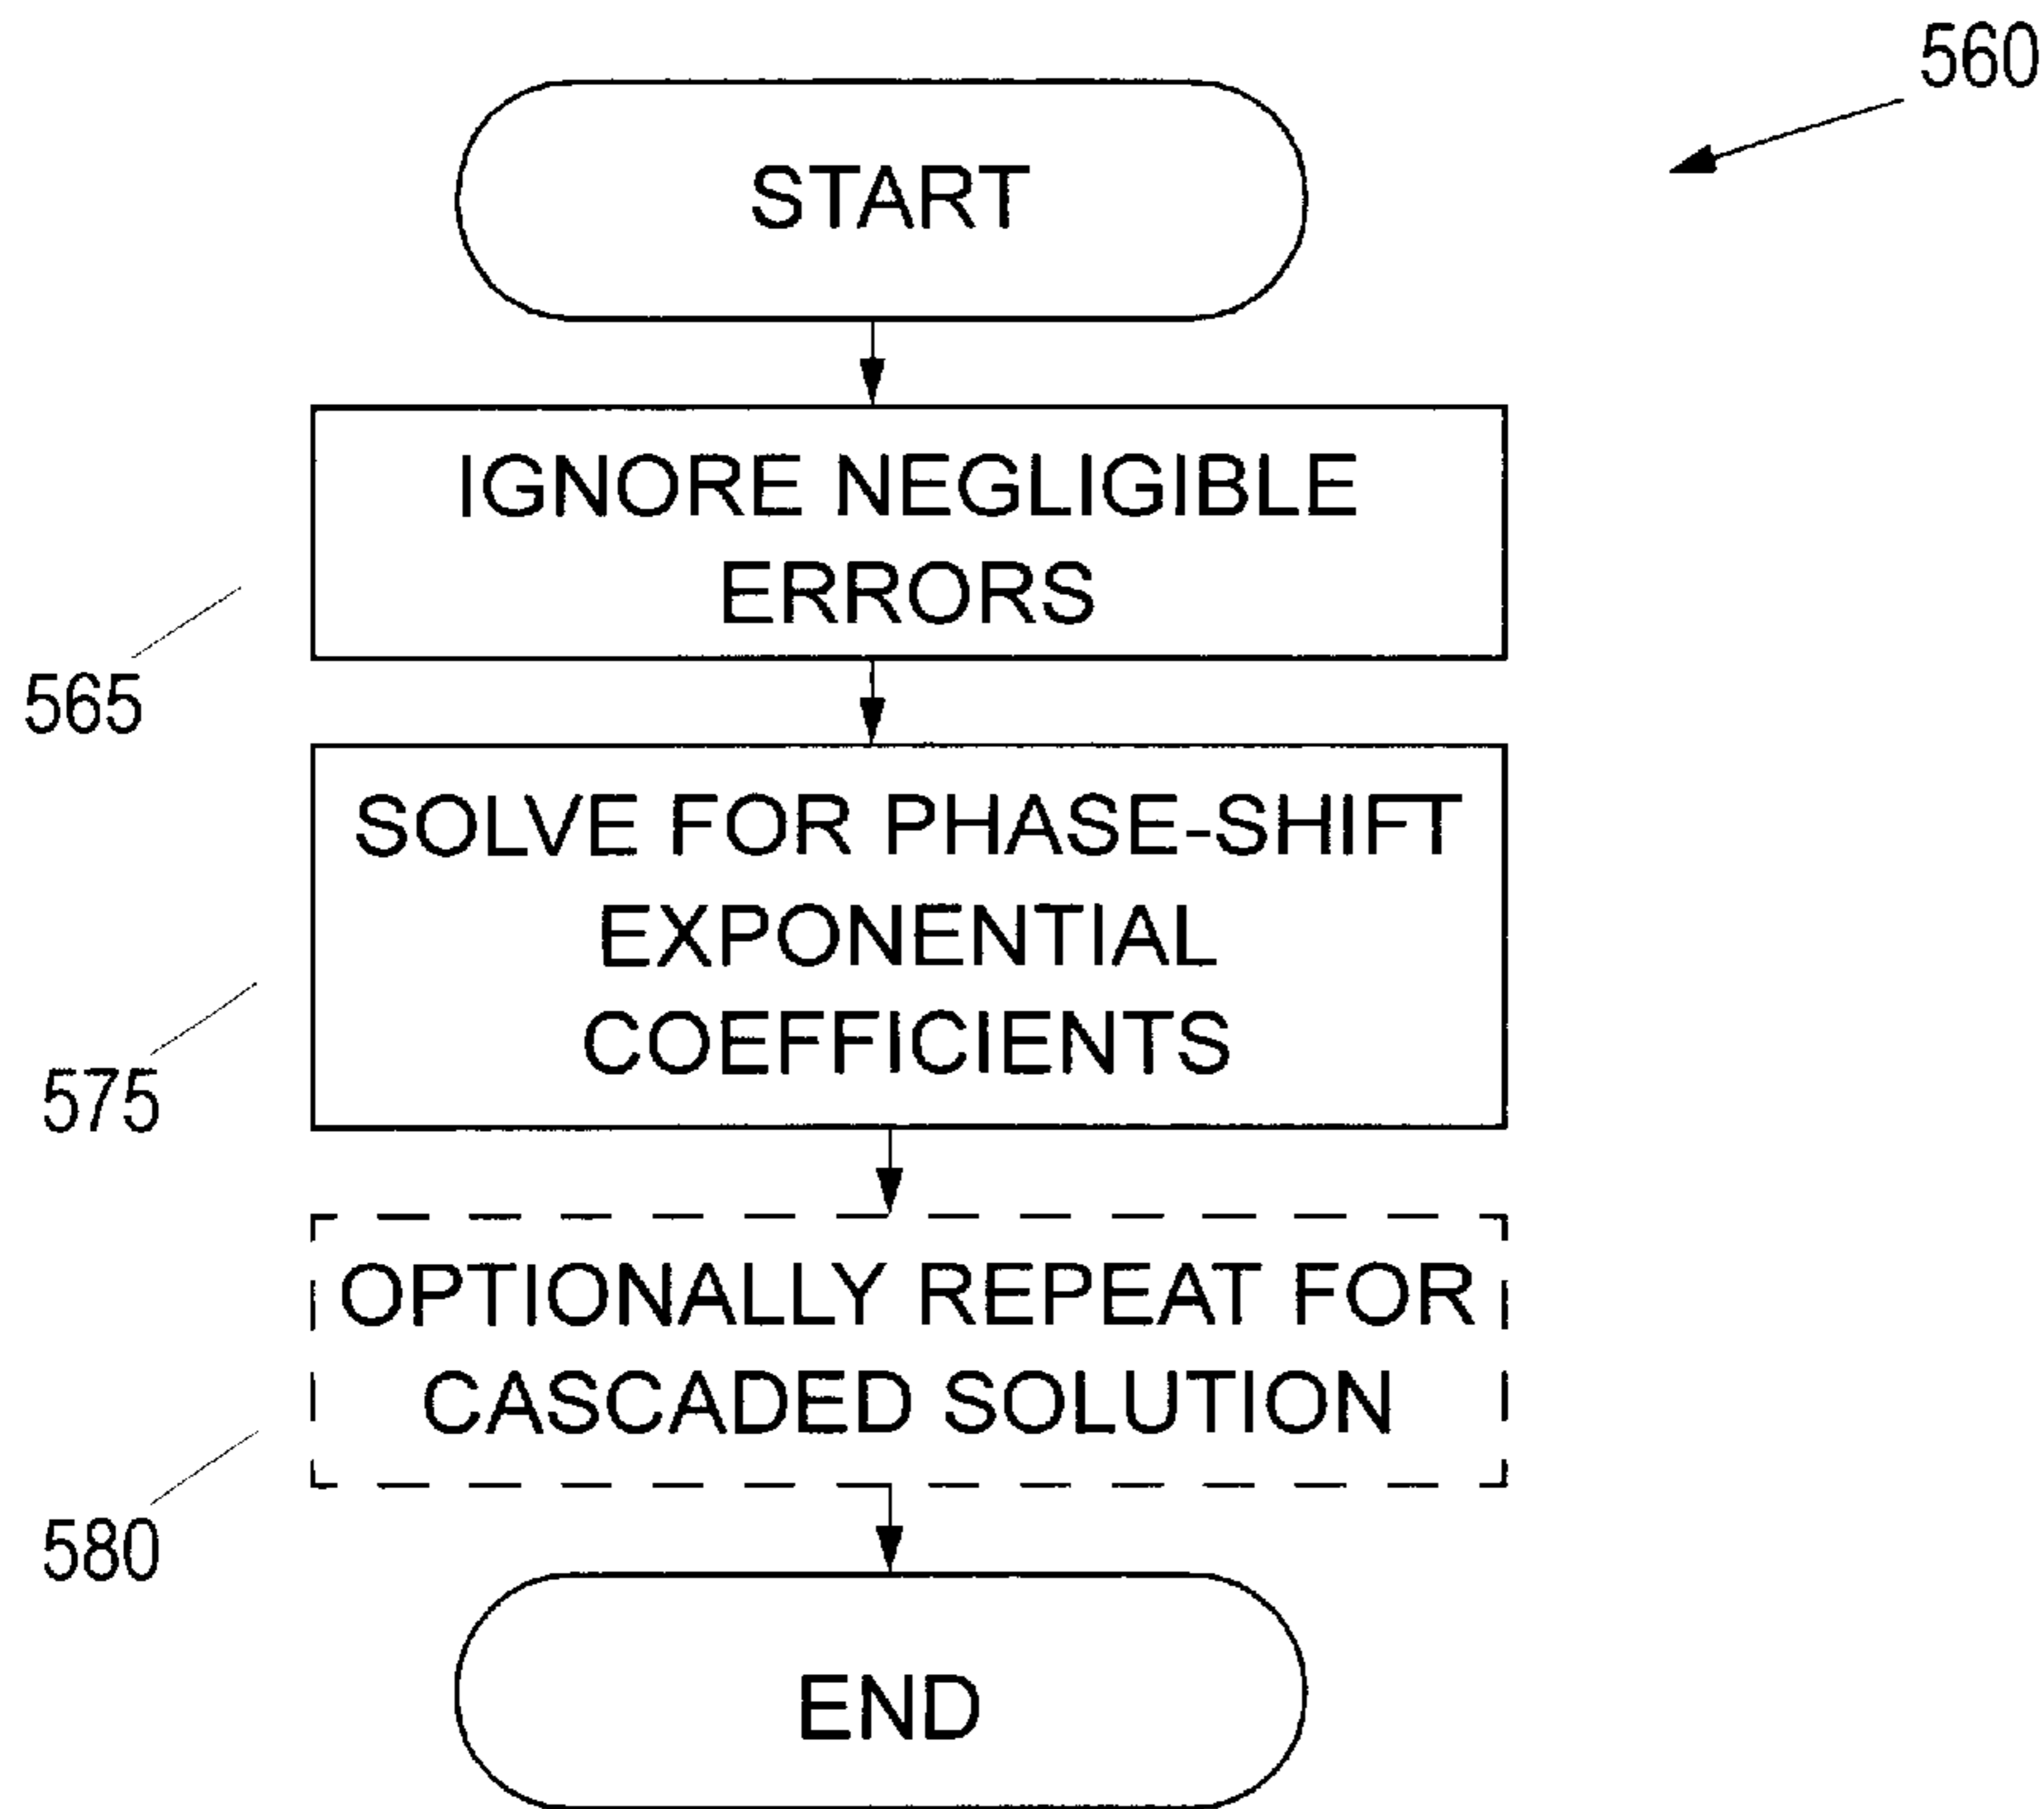 560
START
IGNORE NEGLIGIBLE
ERRORS
565
SOLVE FOR PHASE-SHIFT
EXPONENTIAL
COEFFICIENTS
575
OPTIONALLY REPEAT FOR
CASCADED SOLUTION
580
END